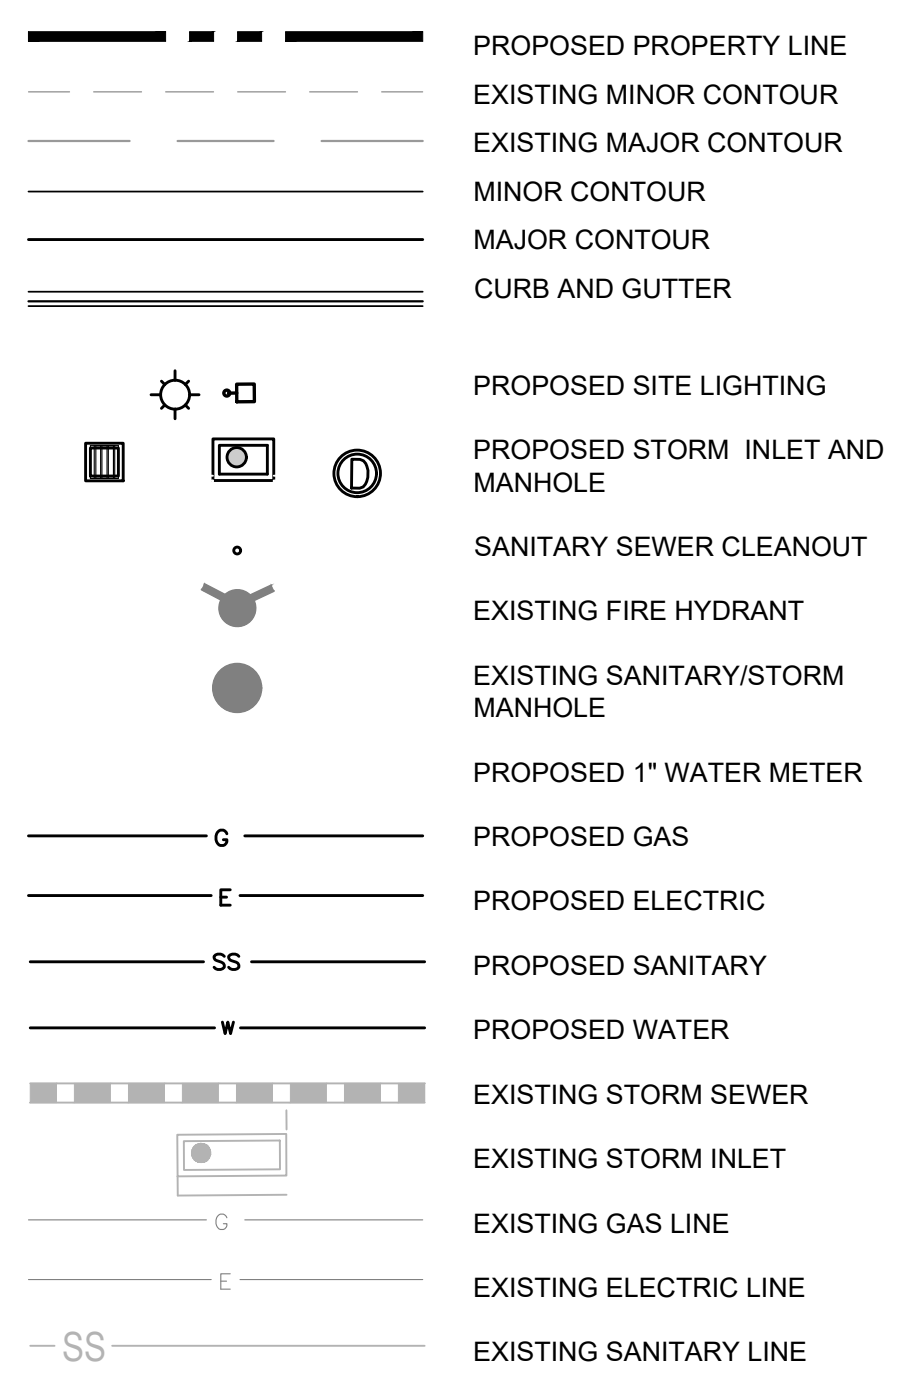 PROPOSED PROPERTY LINE
EXISTING MINOR CONTOUR
EXISTING MAJOR CONTOUR
MINOR CONTOUR
MAJOR CONTOUR
CURB AND GUTTER
PROPOSED SITE LIGHTING
D
PROPOSED STORM INLET AND
MANHOLE
SANITARY SEWER CLEANOUT
EXISTING FIRE HYDRANT
EXISTING SANITARY/STORM
MANHOLE
PROPOSED 1" WATER METER
G PROPOSED GAS
E PROPOSED ELECTRIC
SS PROPOSED SANITARY
W PROPOSED WATER
EXISTING STORM SEWER
EXISTING STORM INLET
G EXISTING GAS LINE
E EXISTING ELECTRIC LINE
SS EXISTING SANITARY LINE